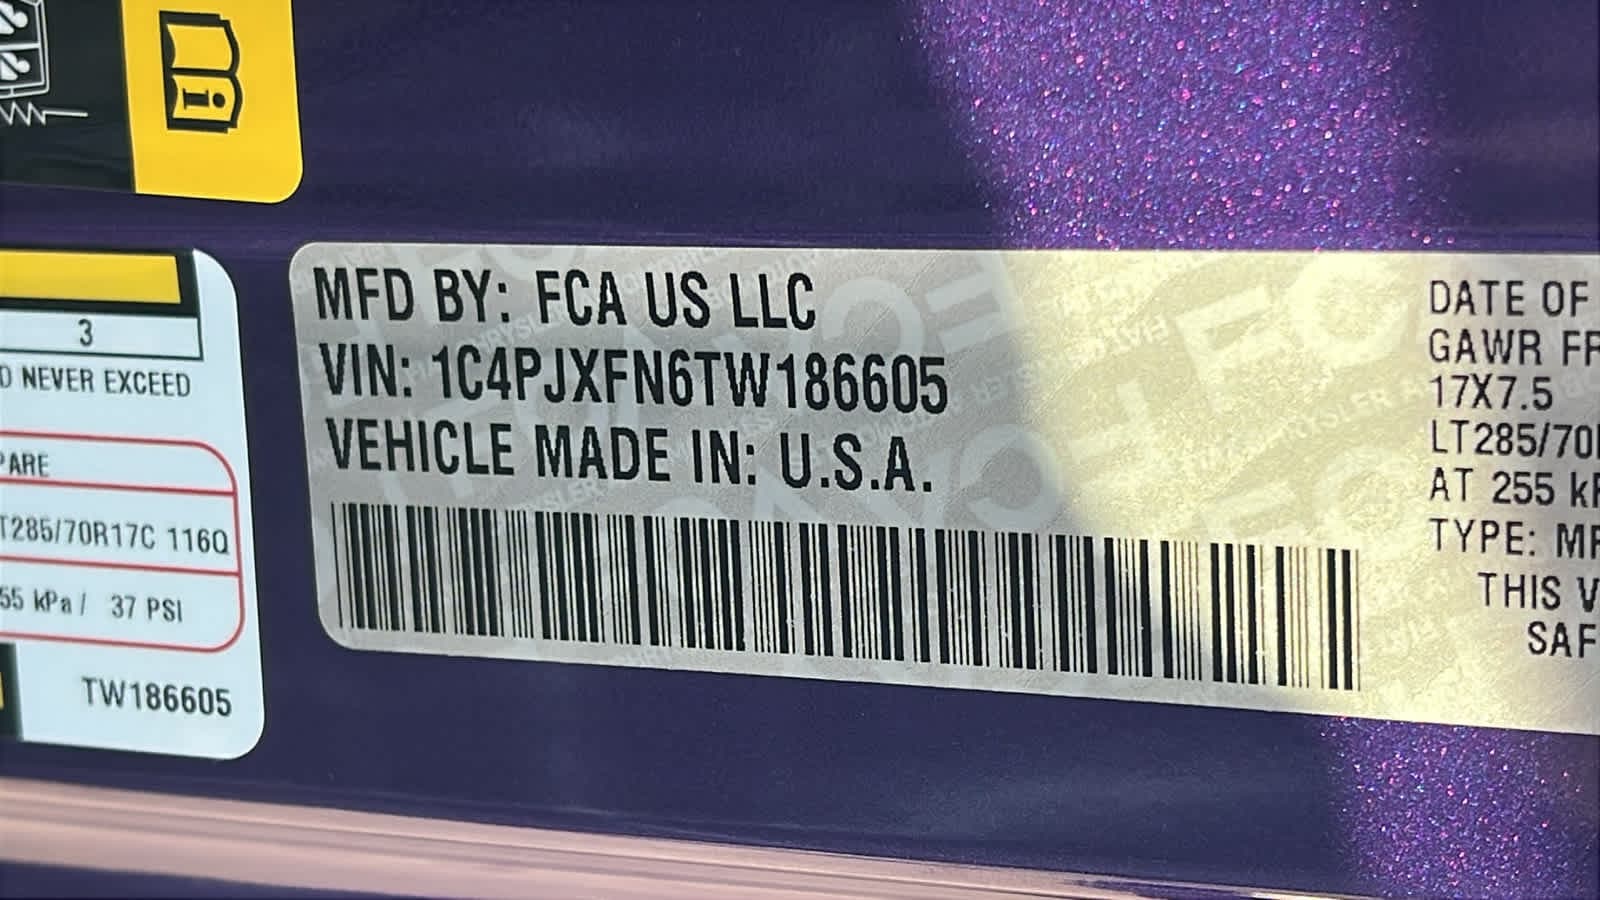 3
D NEVER EXCEED
PARE
T285/70R17C 116Q
55 kPa / 37 PSI
TW186605
MFD BY: FCA US LLC
VIN: 1C4PJXFN6TW186605
VEHICLE MADE IN: U.S.A.
DATE OF
GAWR FR
17X7.5
LT285/70
AT 255 k
TYPE: MP
THIS V
SAF